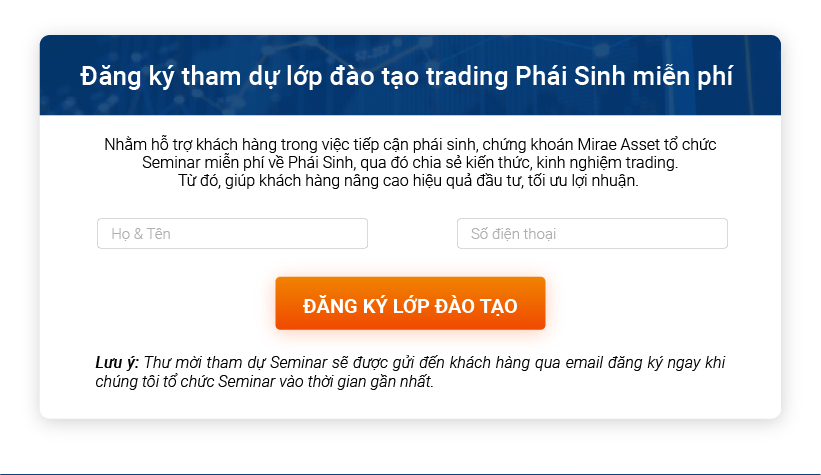 Đăng ký tham dự lớp đào tạo trading Phái Sinh miễn phí
Nhằm hỗ trợ khách hàng trong việc tiếp cận phái sinh, chứng khoán Mirae Asset tổ chức
Seminar miễn phí về Phái Sinh, qua đó chia sẻ kiến thức, kinh nghiệm trading.
Từ đó, giúp khách hàng nâng cao hiệu quả đầu tư, tối ưu lợi nhuận.
Họ & Tên
Số điện thoại
ĐĂNG KÝ LỚP ĐÀO TẠO
Lưu ý: Thư mời tham dự Seminar sẽ được gửi đến khách hàng qua email đăng ký ngay khi
chúng tôi tổ chức Seminar vào thời gian gần nhất.